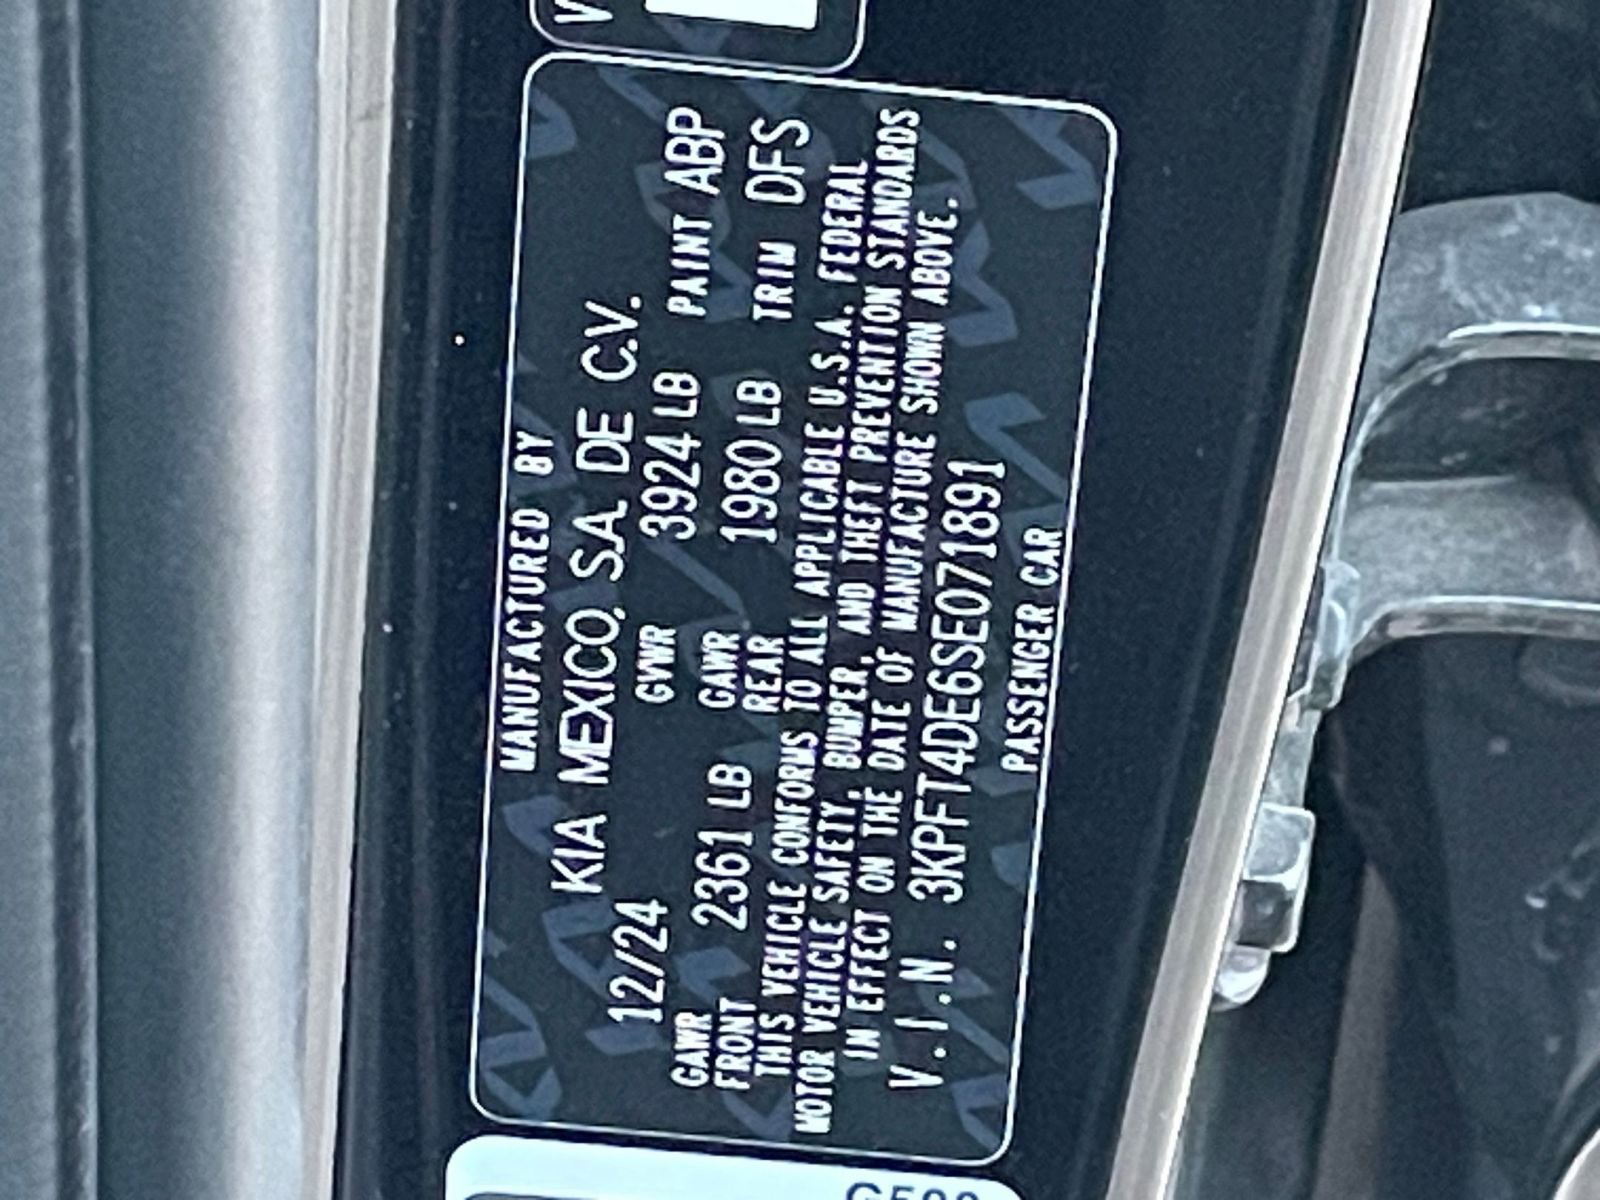 V
MANUFACTURED BY
KIA MEXICO, S.A. DE C.V.
12/24 GVWR 3924 LB PAINT ABP
GAWR FRONT 2361 LB GAWR REAR 1980 LB TRIM DFS
THIS VEHICLE CONFORMS TO ALL APPLICABLE U.S.A. FEDERAL
MOTOR VEHICLE SAFETY, BUMPER, AND THEFT PREVENTION STANDARDS
IN EFFECT ON THE DATE OF MANUFACTURE SHOWN ABOVE.
V.I.N. 3KPFT4DE6SE071891
PASSENGER CAR